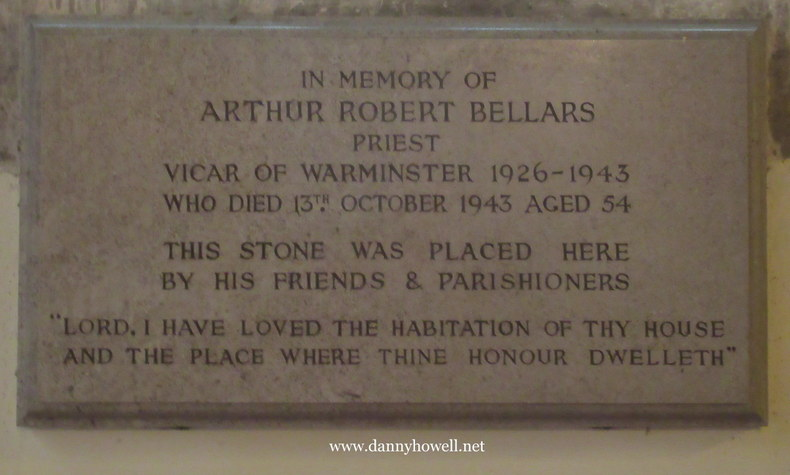 IN MEMORY OF
ARTHUR ROBERT BELLARS
PRIEST
VICAR OF WARMINSTER 1926-1943
WHO DIED 13TH. OCTOBER 1943 AGED 54
THIS STONE WAS PLACED HERE
BY HIS FRIENDS & PARISHIONERS
"LORD, I HAVE LOVED THE HABITATION OF THY HOUSE
AND THE PLACE WHERE THINE HONOUR DWELLETH"
www.dannyhowell.net